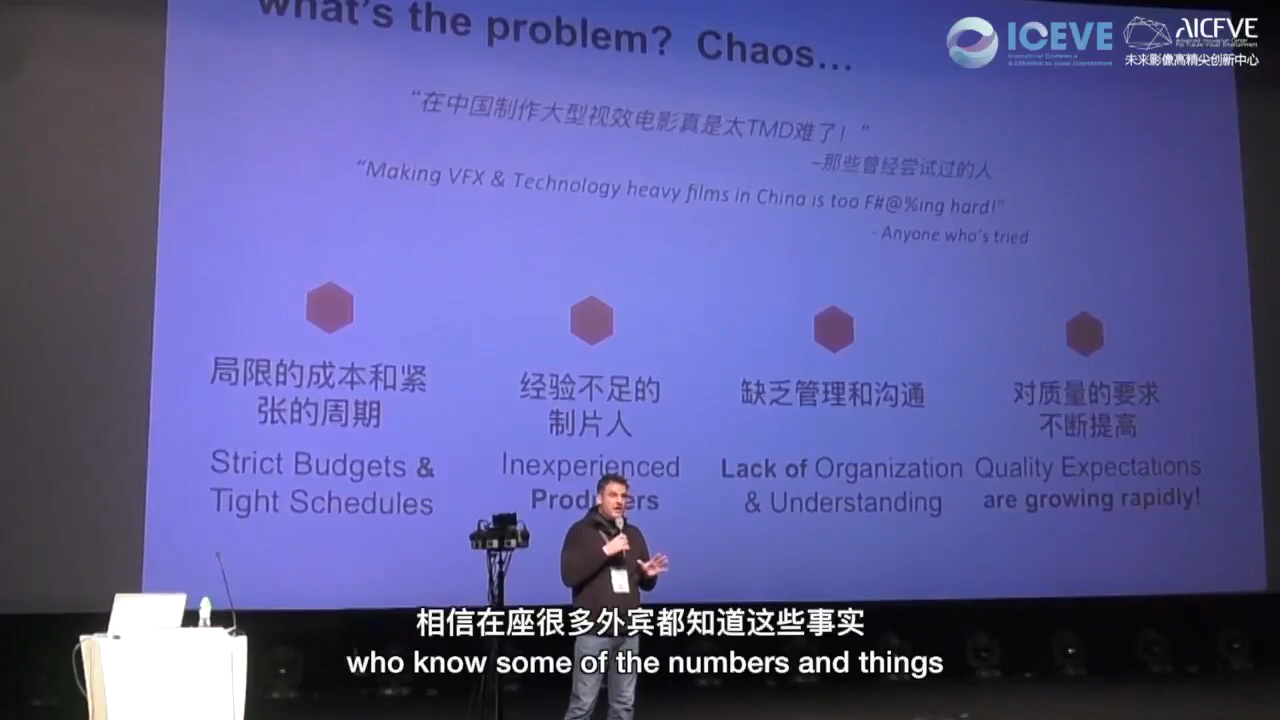 what's the problem? Chaos...
ICEVE
International Conference
& Exhibition on Visual Entertainment
AICFVE
Advanced Innovation Center
For Future Visual Entertainment
未来影像高精尖创新中心
“在中国制作大型视效电影真是太TMD难了！”
–那些曾经尝试过的人
“Making VFX & Technology heavy films in China is too F#@%ing hard!”
- Anyone who's tried
局限的成本和紧
张的周期
Strict Budgets &
Tight Schedules
经验不足的
制片人
Inexperienced
缺乏管理和沟通
Lack of Organization
& Understanding
对质量的要求
不断提高
Quality Expectations
are growing rapidly!
相信在座很多外宾都知道这些事实
who know some of the numbers and things